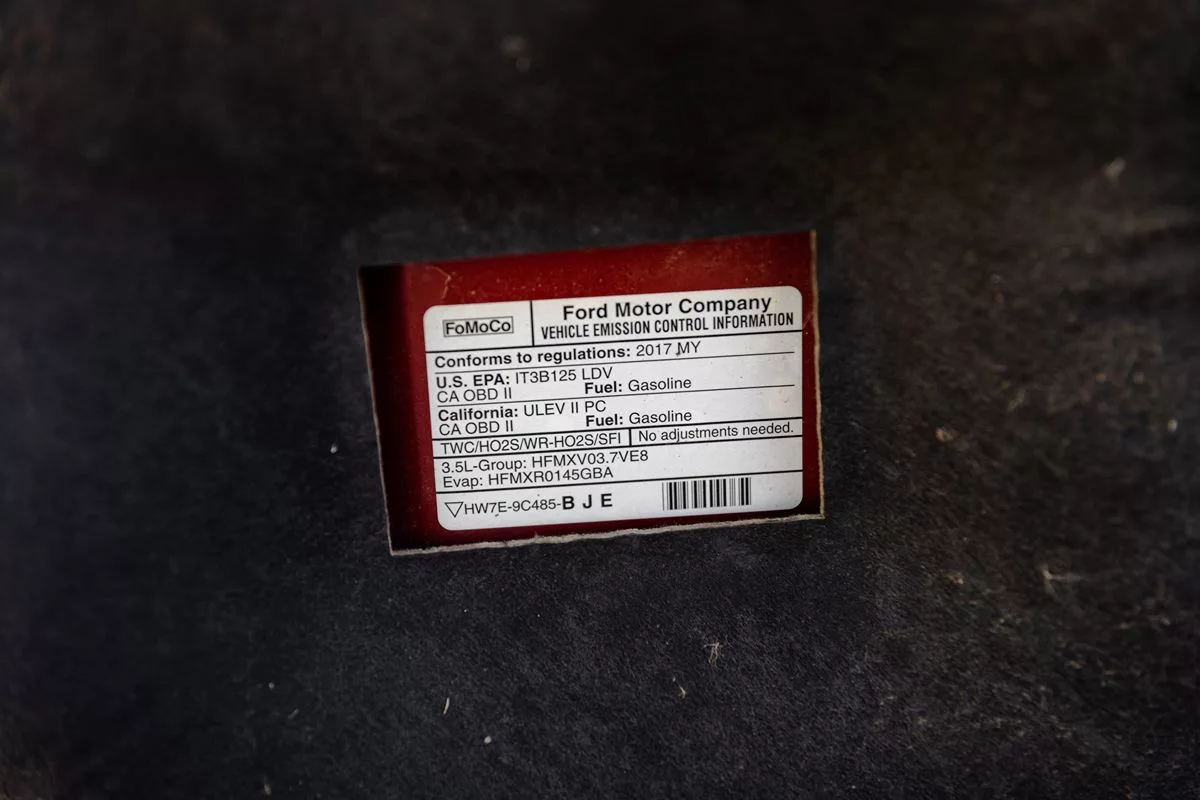 FoMoCo
Ford Motor Company
VEHICLE EMISSION CONTROL INFORMATION
Conforms to regulations: 2017 MY
U.S. EPA: IT3B125 LDV
CA OBD II Fuel: Gasoline
California: ULEV II PC
CA OBD II Fuel: Gasoline
TWC/HO2S/WR-HO2S/SFI No adjustments needed.
3.5L-Group: HFMXV03.7VE8
Evap: HFMXR0145GBA
HW7E-9C485-B J E